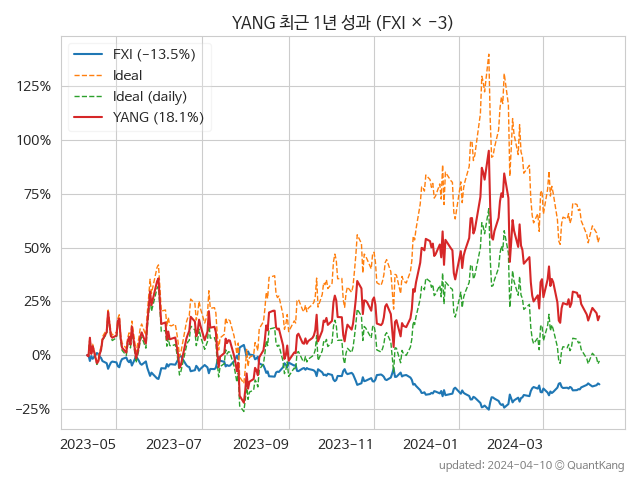 YANG 최근 1년 성과 (FXI × −3)
FXI (−13.5%)
Ideal
Ideal (daily)
YANG (18.1%)
125%
100%
75%
50%
25%
0%
−25%
2023-05 2023-07 2023-09 2023-11 2024-01 2024-03
updated: 2024-04-10 ⓒ QuantKang